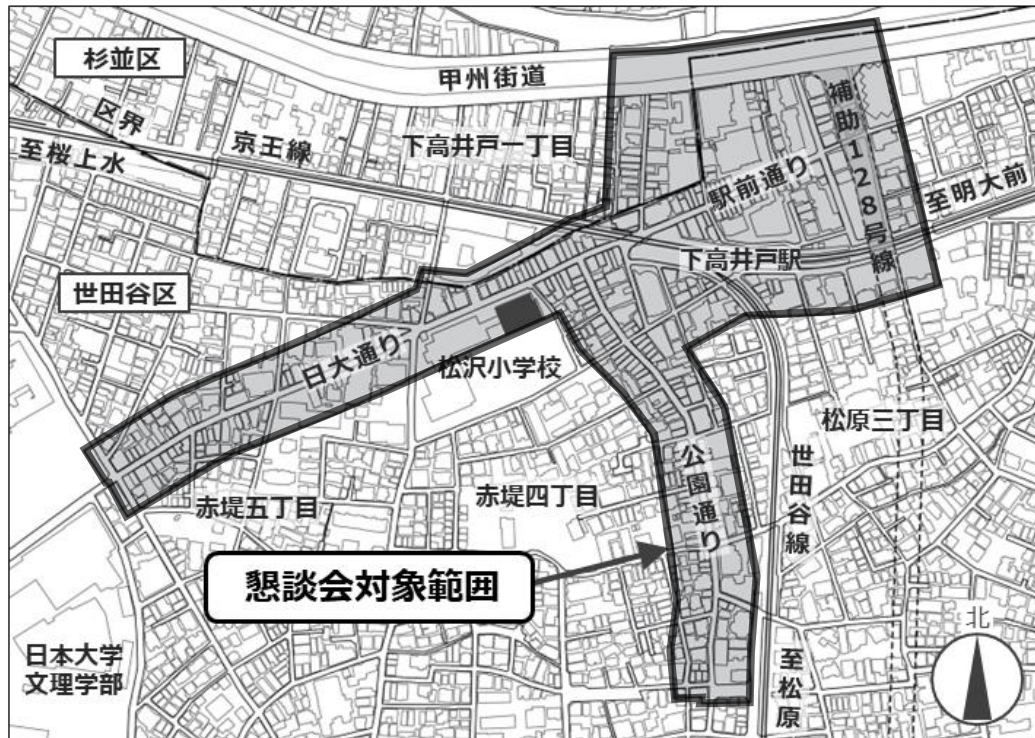 杉並区
甲州街道
区界
至桜上水
京王線
下高井戸一丁目
補助128号線
駅前通り
至明大前
下高井戸駅
世田谷区
日大通り
松沢小学校
松原三丁目
公園通り
世田谷線
赤堤五丁目
赤堤四丁目
懇談会対象範囲
日本大学
文理学部
至松原
北